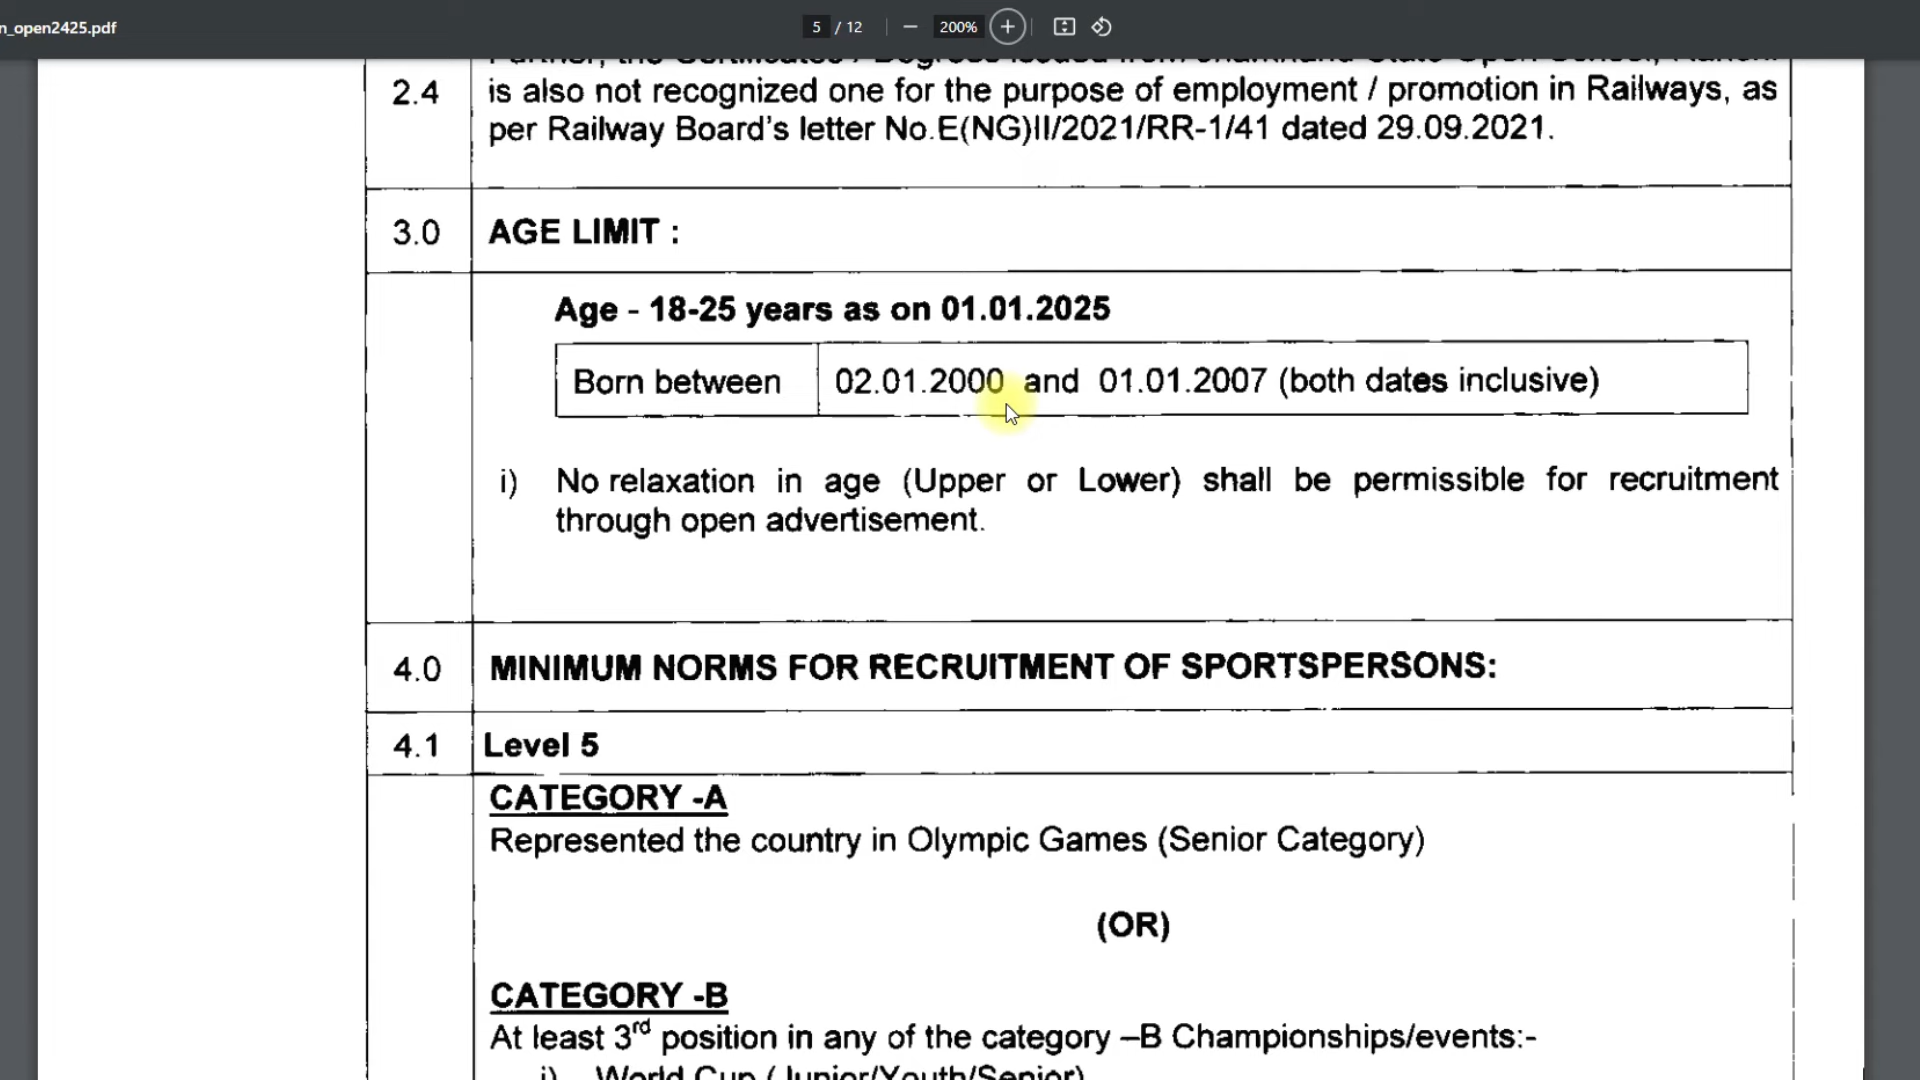 n_open2425.pdf
5 / 12
200%
2.4
is also not recognized one for the purpose of employment / promotion in Railways, as
per Railway Board's letter No.E(NG)II/2021/RR-1/41 dated 29.09.2021.
3.0 AGE LIMIT :
Age - 18-25 years as on 01.01.2025
Born between 02.01.2000 and 01.01.2007 (both dates inclusive)
i) No relaxation in age (Upper or Lower) shall be permissible for recruitment
through open advertisement.
4.0 MINIMUM NORMS FOR RECRUITMENT OF SPORTSPERSONS:
4.1 Level 5
CATEGORY -A
Represented the country in Olympic Games (Senior Category)
(OR)
CATEGORY -B
At least 3rd position in any of the category –B Championships/events:-
i) World Cup (Junior/Youth/Senior)